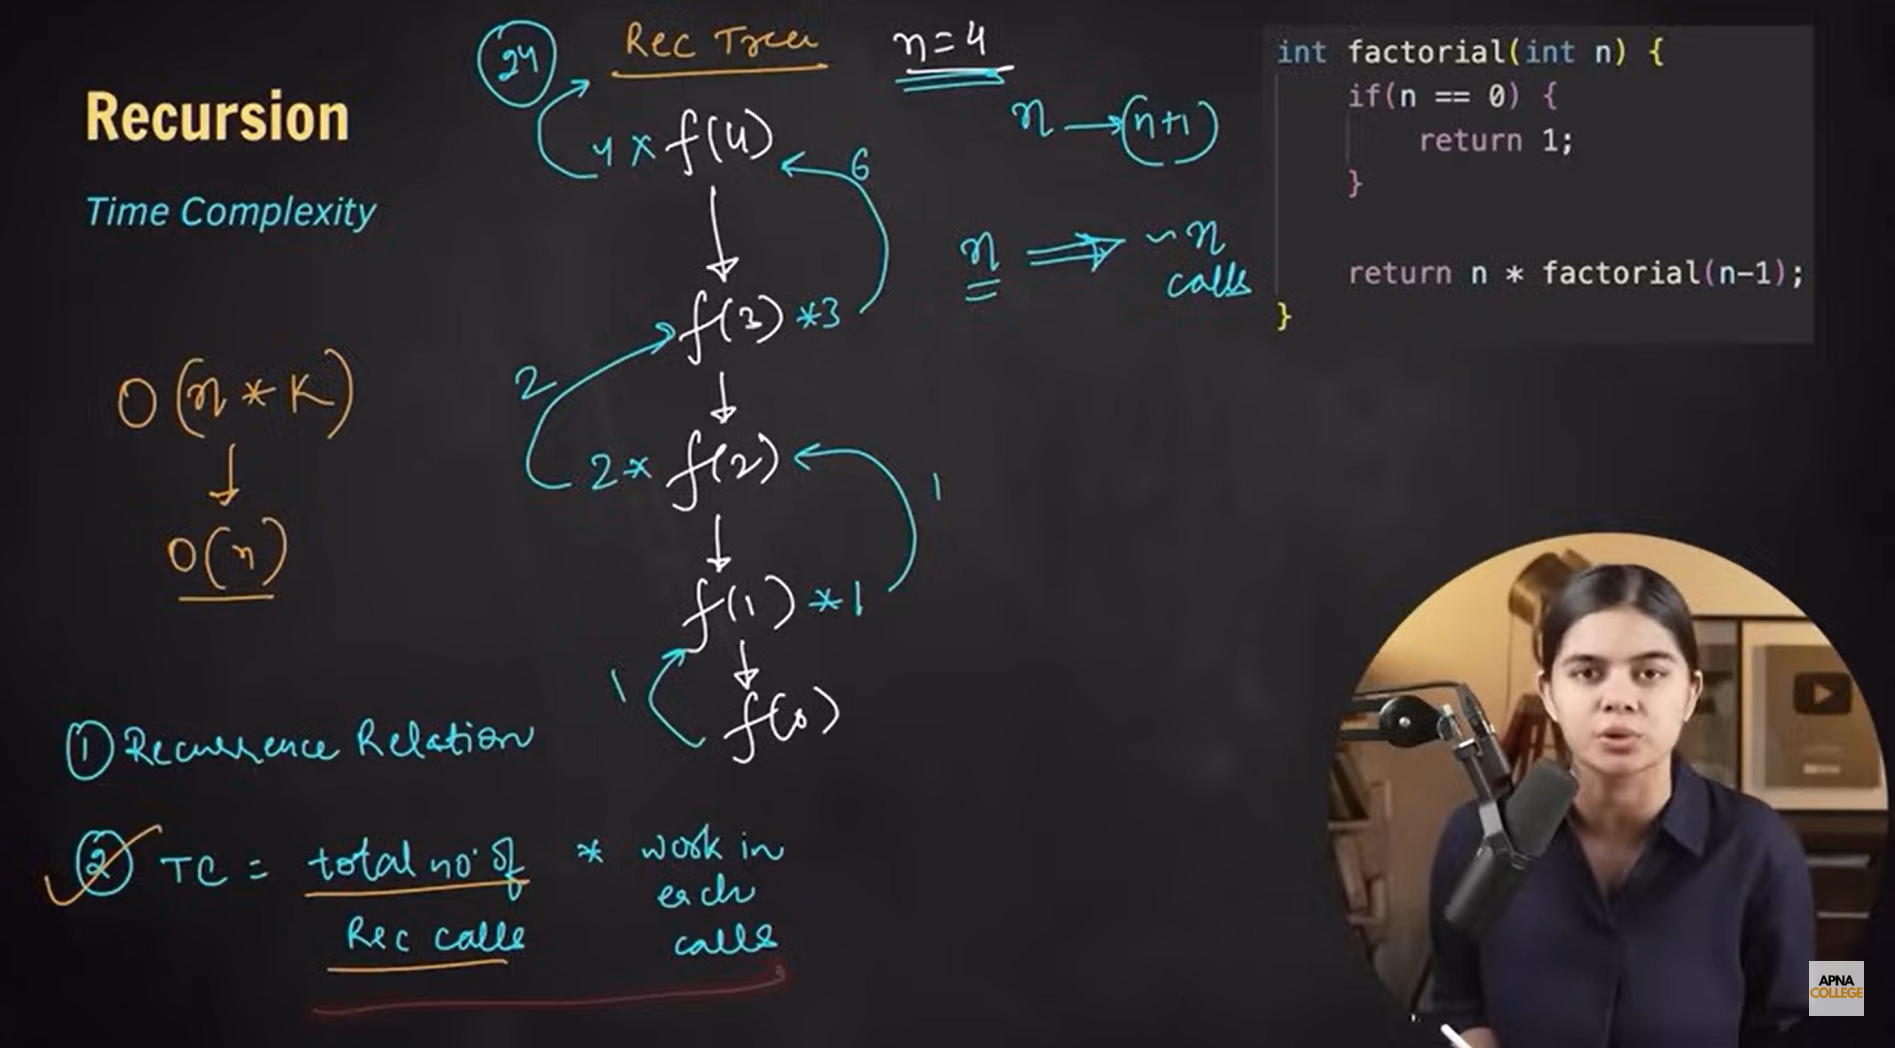 Recursion
Time Complexity
24
Rec Tree
n=4
4 x f(4)
6
f(3) *3
2
2* f(2)
1
f(1) *1
1
f(0)
n → (n+1)
n ⇒ ~n
calls
int factorial(int n) {
if(n == 0) {
return 1;
}
return n * factorial(n-1);
}
O(n * K)
↓
O(n)
① Recurrence Relation
② TC = total no. of * work in
each
Rec calls calls
APNA
COLLEGE